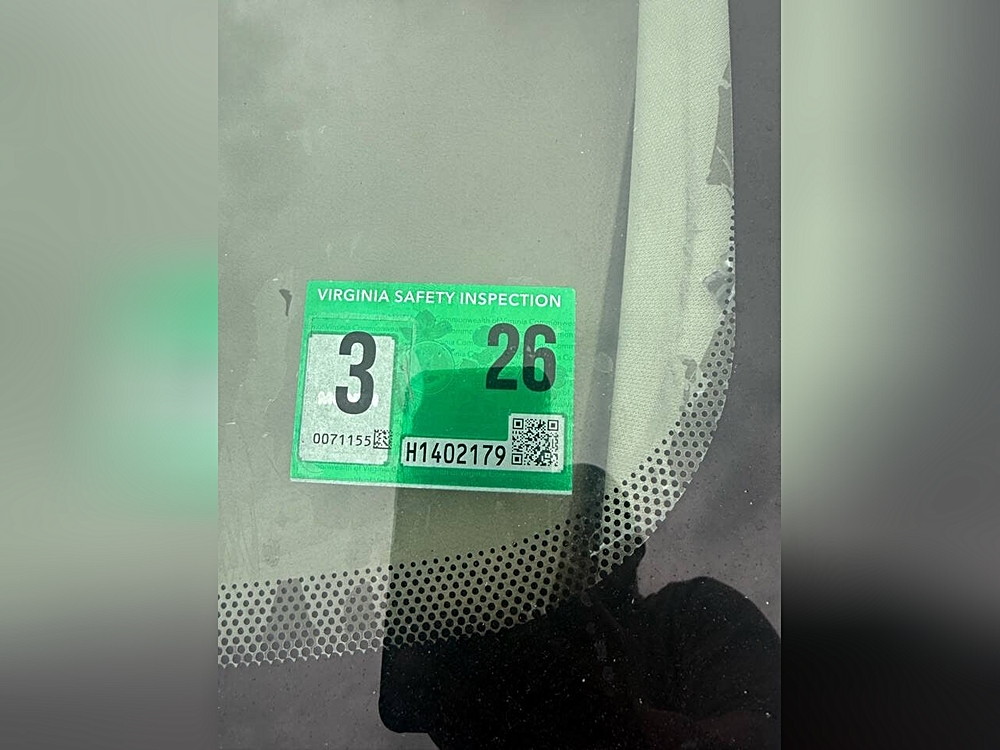 VIRGINIA SAFETY INSPECTION
3 26
0071155
H1402179